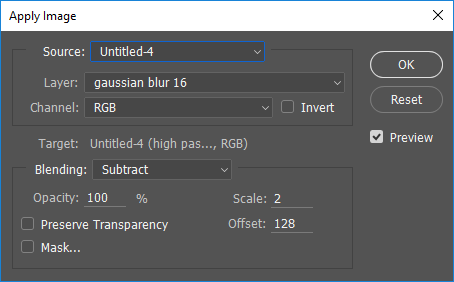 Apply Image
Source: Untitled-4
Layer: gaussian blur 16
Channel: RGB Invert
Target: Untitled-4 (high pas..., RGB)
Blending: Subtract
Opacity: 100 % Scale: 2
Preserve Transparency Offset: 128
Mask...
OK
Reset
Preview